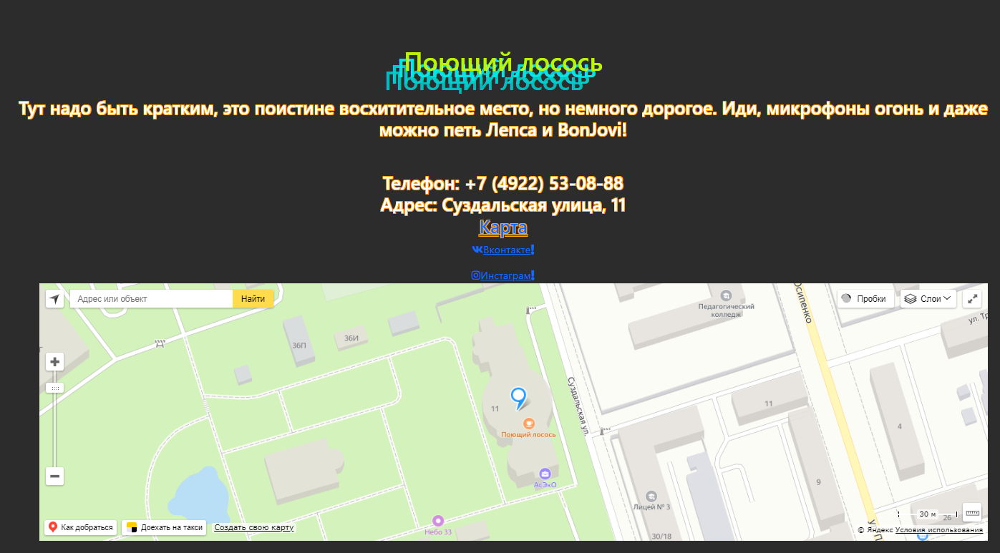 Поющий лосось
Тут надо быть кратким, это поистине восхитительное место, но немного дорогое. Иди, микрофоны огонь и даже
можно петь Лепса и BonJovi!
Телефон: +7 (4922) 53-08-88
Адрес: Суздальская улица, 11
Карта
Вконтакте!
Инстаграм!
Адрес или объект
Найти
Пробки
Слои
Осипенко
Педагогический
колледж
ул. Тр
36П
36И
Суздальская ул.
11
11
Поющий лосось
4
АсЭкО
9
Лицей № 3
Небо 33
30/18
26
30 м
Как добраться
Доехать на такси
Создать свою карту
© Яндекс Условия использования